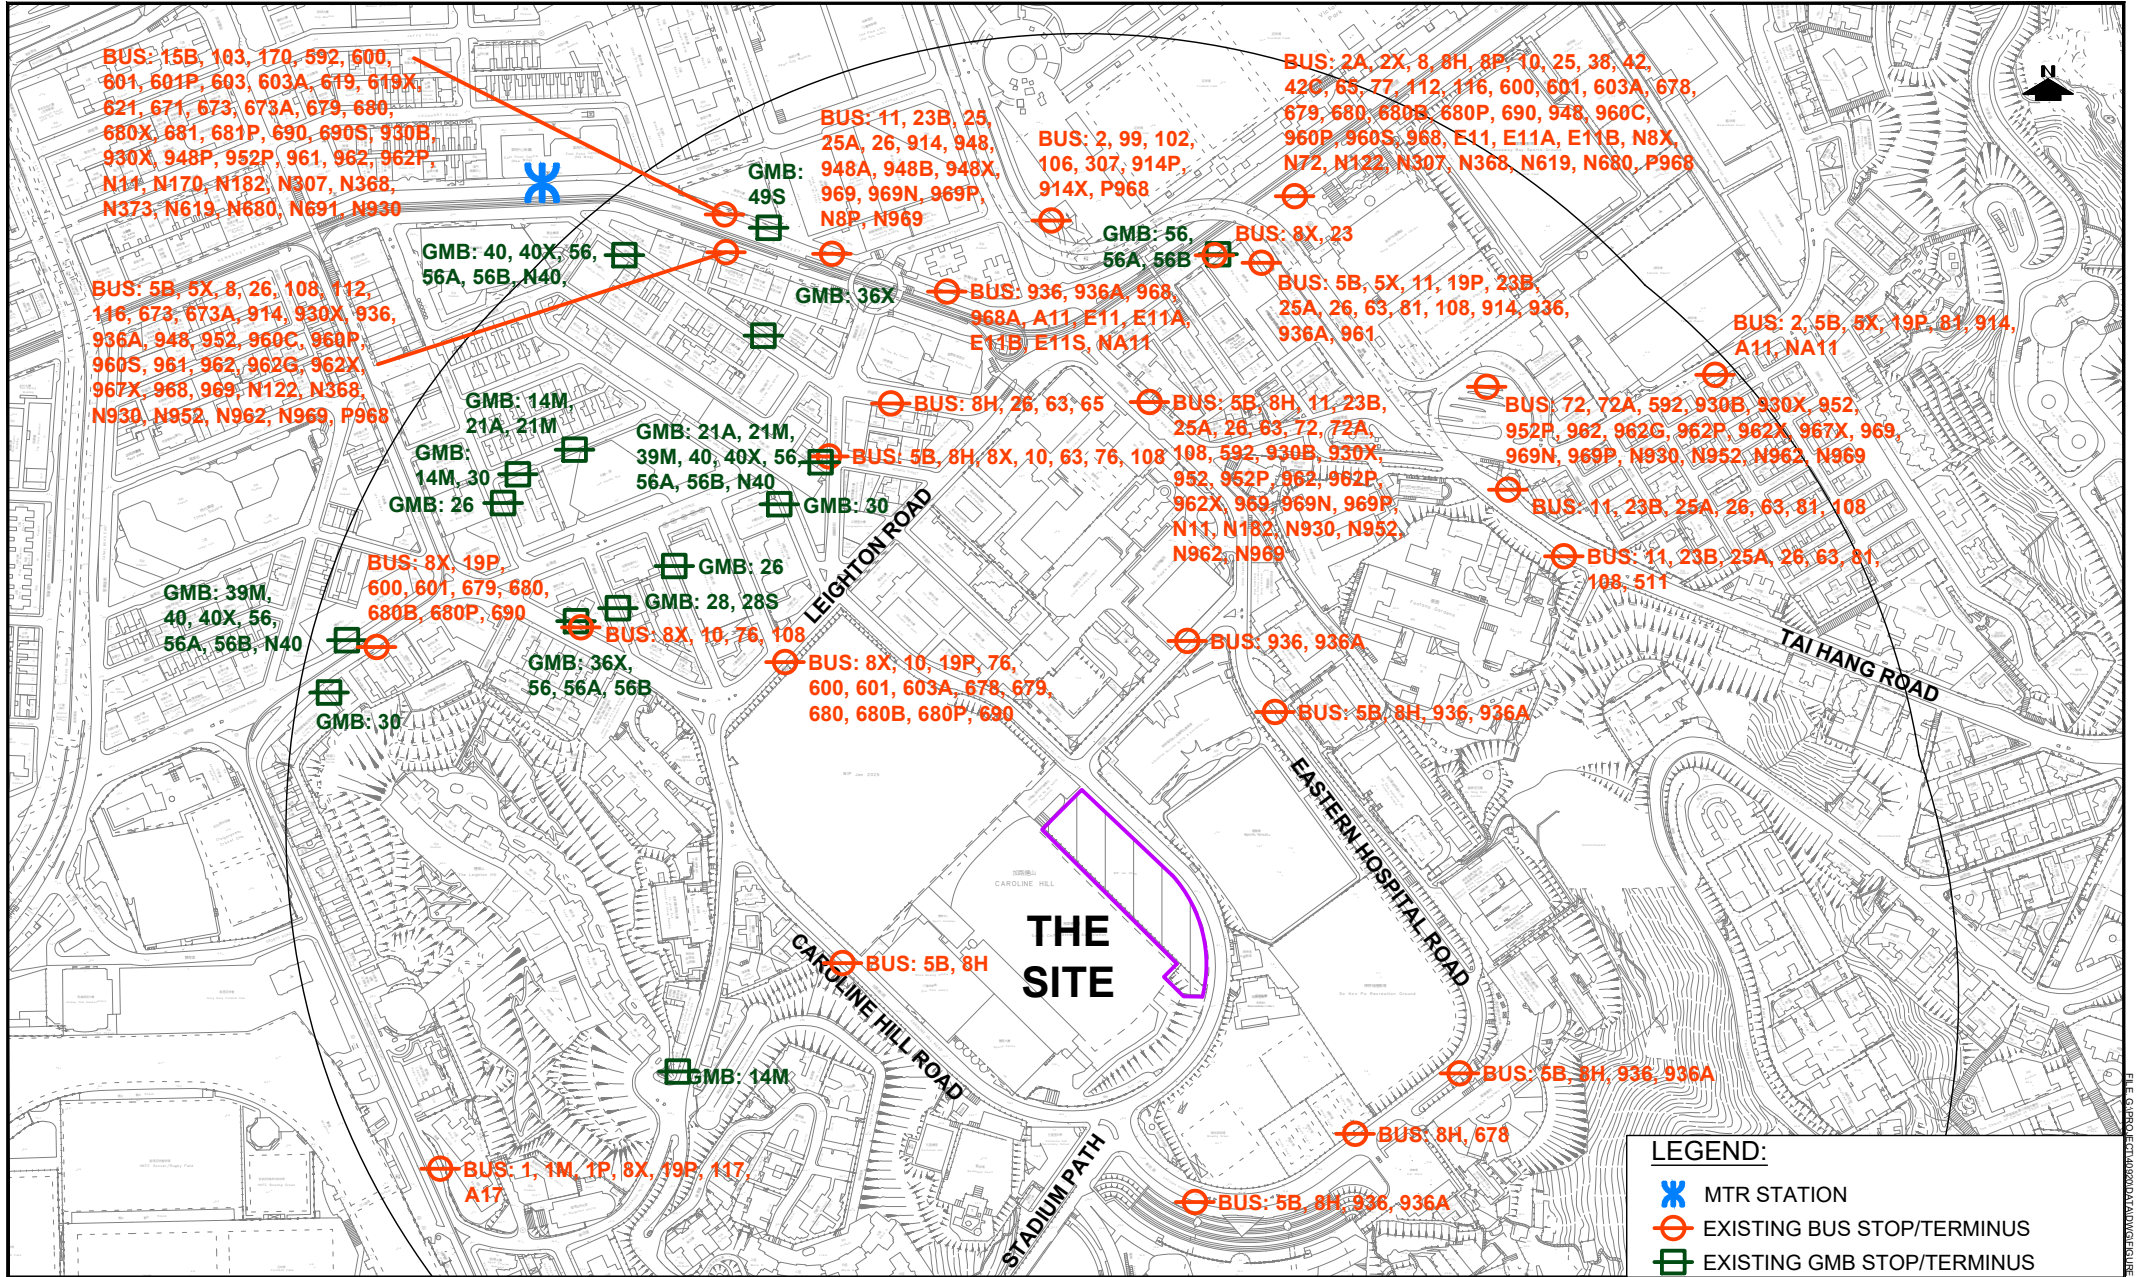 BUS: 15B, 103, 170, 592, 600,
601, 601P, 603, 603A, 619, 619X,
621, 671, 673, 673A, 679, 680,
680X, 681, 681P, 690, 690S, 930B,
930X, 948P, 952P, 961, 962, 962P,
N11, N170, N182, N307, N368,
N373, N619, N680, N691, N930
BUS: 11, 23B, 25,
25A, 26, 914, 948,
948A, 948B, 948X,
969, 969N, 969P,
N8P, N969
BUS: 2, 99, 102,
106, 307, 914P,
914X, P968
BUS: 2A, 2X, 8, 8H, 8P, 10, 25, 38, 42,
42C, 65, 77, 112, 116, 600, 601, 603A, 678,
679, 680, 680B, 680P, 690, 948, 960C,
960P, 960S, 968, E11, E11A, E11B, N8X,
N72, N122, N307, N368, N619, N680, P968
N
GMB:
49S
GMB: 40, 40X, 56,
56A, 56B, N40,
GMB: 56,
56A, 56B
BUS: 8X, 23
BUS: 5B, 5X, 11, 19P, 23B,
25A, 26, 63, 81, 108, 914, 936,
936A, 961
BUS: 5B, 5X, 8, 26, 108, 112,
116, 673, 673A, 914, 930X, 936,
936A, 948, 952, 960C, 960P,
960S, 961, 962, 962G, 962X,
967X, 968, 969, N122, N368,
N930, N952, N962, N969, P968
GMB: 36X
BUS: 936, 936A, 968,
968A, A11, E11, E11A,
E11B, E11S, NA11
BUS: 2, 5B, 5X, 19P, 81, 914,
A11, NA11
GMB: 14M,
21A, 21M
GMB:
14M, 30
GMB: 26
GMB: 21A, 21M,
39M, 40, 40X, 56,
56A, 56B, N40
BUS: 8H, 26, 63, 65
BUS: 5B, 8H, 8X, 10, 63, 76, 108
GMB: 30
BUS: 5B, 8H, 11, 23B,
25A, 26, 63, 72, 72A,
108, 592, 930B, 930X,
952, 952P, 962, 962P,
962X, 969, 969N, 969P,
N11, N182, N930, N952,
N962, N969
BUS: 72, 72A, 592, 930B, 930X, 952,
952P, 962, 962G, 962P, 962X, 967X, 969,
969N, 969P, N930, N952, N962, N969
BUS: 11, 23B, 25A, 26, 63, 81, 108
BUS: 11, 23B, 25A, 26, 63, 81,
108, 511
LEIGHTON ROAD
TAI HANG ROAD
BUS: 8X, 19P,
600, 601, 679, 680,
680B, 680P, 690
GMB: 39M,
40, 40X, 56,
56A, 56B, N40
GMB: 26
GMB: 28, 28S
BUS: 8X, 10, 76, 108
GMB: 36X,
56, 56A, 56B
GMB: 30
BUS: 8X, 10, 19P, 76,
600, 601, 603A, 678, 679,
680, 680B, 680P, 690
BUS: 936, 936A
BUS: 5B, 8H, 936, 936A
EASTERN HOSPITAL ROAD
CAROLINE HILL
THE
SITE
BUS: 5B, 8H
CAROLINE HILL ROAD
GMB: 14M
BUS: 5B, 8H, 936, 936A
BUS: 8H, 678
BUS: 1, 1M, 1P, 8X, 19P, 117,
A17
BUS: 5B, 8H, 936, 936A
STADIUM PATH
LEGEND:
MTR STATION
EXISTING BUS STOP/TERMINUS
EXISTING GMB STOP/TERMINUS